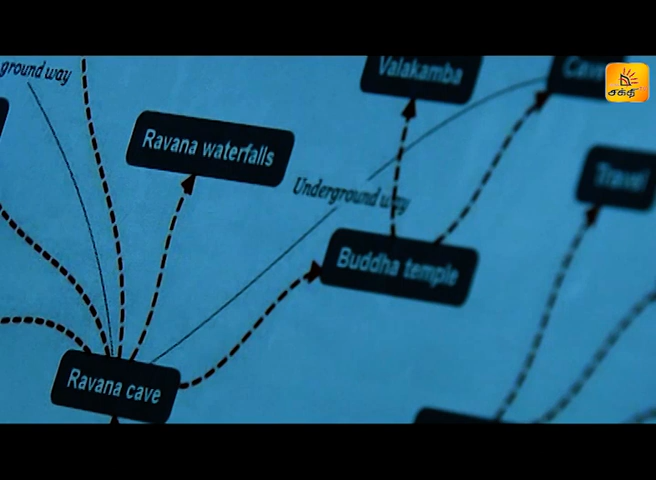 ground way
Valakamba
சக்தி
Ravana waterfalls
Travel
Underground way
Buddha temple
Ravana cave